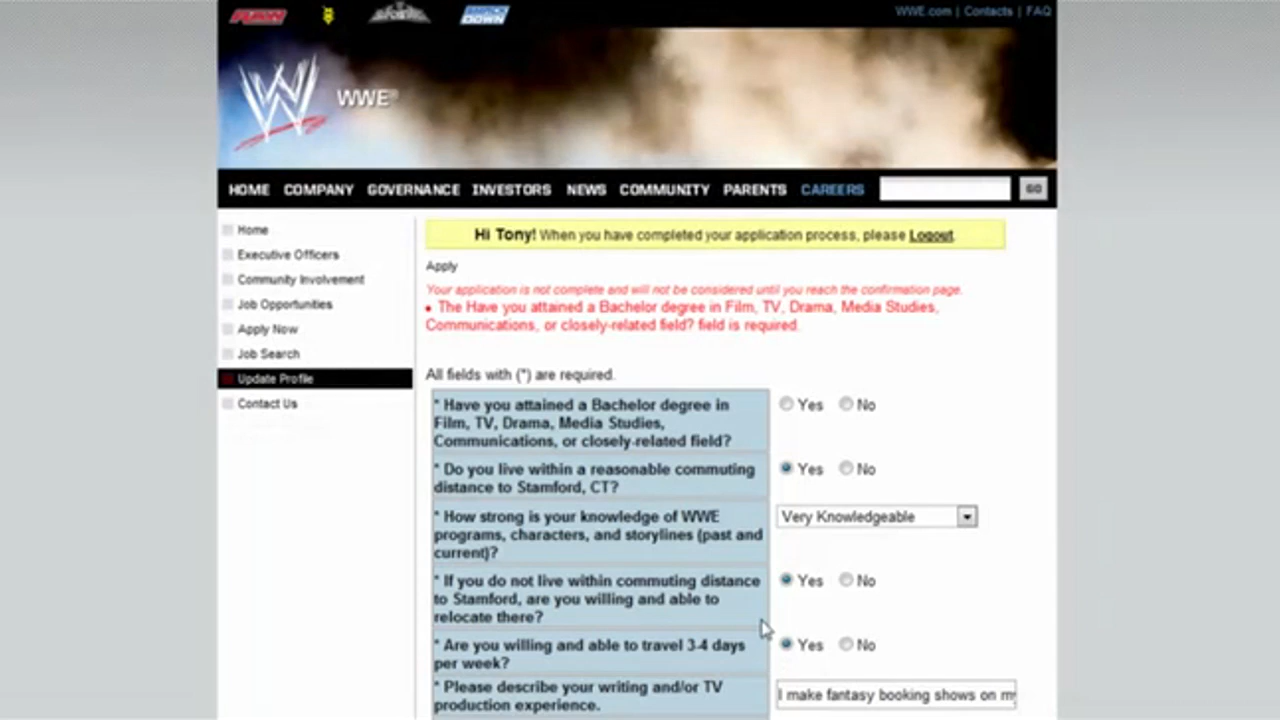 RAW SMACK DOWN WWE.com | Contacts | FAQ
W WWE®
HOME COMPANY GOVERNANCE INVESTORS NEWS COMMUNITY PARENTS CAREERS GO
Home
Executive Officers
Community Involvement
Job Opportunities
Apply Now
Job Search
Update Profile
Contact Us
Hi Tony! When you have completed your application process, please Logout.
Apply
Your application is not complete and will not be considered until you reach the confirmation page.
• The Have you attained a Bachelor degree in Film, TV, Drama, Media Studies,
Communications, or closely-related field? field is required.
All fields with (*) are required.
* Have you attained a Bachelor degree in Yes No
Film, TV, Drama, Media Studies,
Communications, or closely-related field?
* Do you live within a reasonable commuting Yes No
distance to Stamford, CT?
* How strong is your knowledge of WWE Very Knowledgeable
programs, characters, and storylines (past and
current)?
* If you do not live within commuting distance Yes No
to Stamford, are you willing and able to
relocate there?
* Are you willing and able to travel 3-4 days Yes No
per week?
* Please describe your writing and/or TV I make fantasy booking shows on m
production experience.